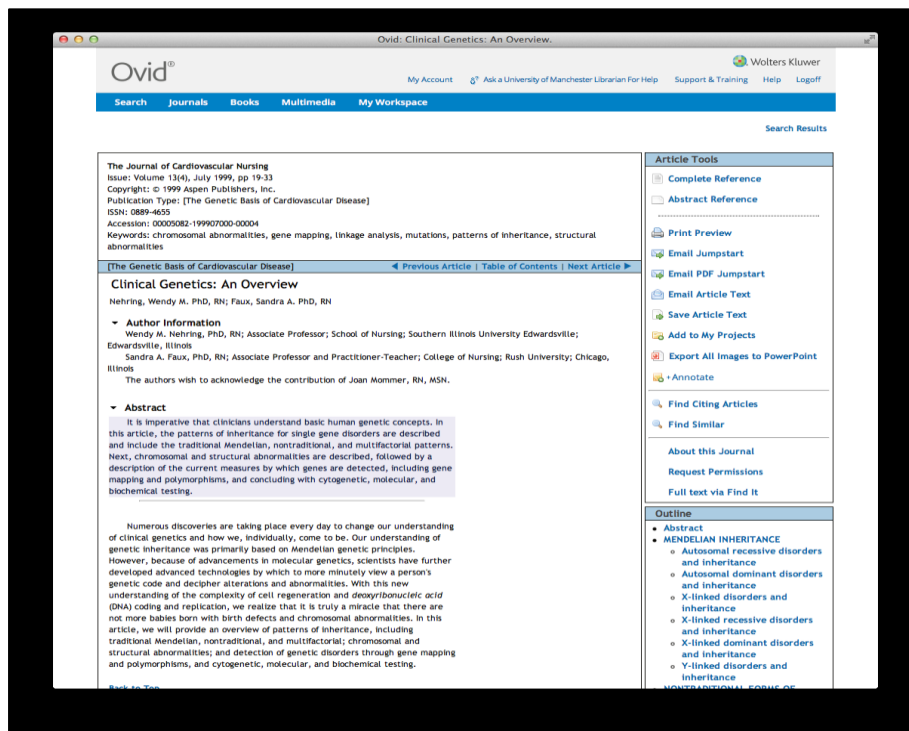 Ovid: Clinical Genetics: An Overview.
Ovid®
Wolters Kluwer
My Account Ask a University of Manchester Librarian For Help Support & Training Help Logoff
Search Journals Books Multimedia My Workspace
Search Results
The Journal of Cardiovascular Nursing
Issue: Volume 13(4), July 1999, pp 19-33
Copyright: © 1999 Aspen Publishers, Inc.
Publication Type: [The Genetic Basis of Cardiovascular Disease]
ISSN: 0889-4655
Accession: 00005082-199907000-00004
Keywords: chromosomal abnormalities, gene mapping, linkage analysis, mutations, patterns of inheritance, structural
abnormalities
[The Genetic Basis of Cardiovascular Disease] ◀ Previous Article | Table of Contents | Next Article ▶
Clinical Genetics: An Overview
Nehring, Wendy M. PhD, RN; Faux, Sandra A. PhD, RN
Author Information
Wendy M. Nehring, PhD, RN; Associate Professor; School of Nursing; Southern Illinois University Edwardsville;
Edwardsville, Illinois
Sandra A. Faux, PhD, RN; Associate Professor and Practitioner-Teacher; College of Nursing; Rush University; Chicago,
Illinois
The authors wish to acknowledge the contribution of Joan Mommer, RN, MSN.
Abstract
It is imperative that clinicians understand basic human genetic concepts. In
this article, the patterns of inheritance for single gene disorders are described
and include the traditional Mendelian, nontraditional, and multifactorial patterns.
Next, chromosomal and structural abnormalities are described, followed by a
description of the current measures by which genes are detected, including gene
mapping and polymorphisms, and concluding with cytogenetic, molecular, and
biochemical testing.
Numerous discoveries are taking place every day to change our understanding
of clinical genetics and how we, individually, come to be. Our understanding of
genetic inheritance was primarily based on Mendelian genetic principles.
However, because of advancements in molecular genetics, scientists have further
developed advanced technologies by which to more minutely view a person's
genetic code and decipher alterations and abnormalities. With this new
understanding of the complexity of cell regeneration and deoxyribonucleic acid
(DNA) coding and replication, we realize that it is truly a miracle that there are
not more babies born with birth defects and chromosomal abnormalities. In this
article, we will provide an overview of patterns of inheritance, including
traditional Mendelian, nontraditional, and multifactorial; chromosomal and
structural abnormalities; and detection of genetic disorders through gene mapping
and polymorphisms, and cytogenetic, molecular, and biochemical testing.
Back to Top
Article Tools
Complete Reference
Abstract Reference
Print Preview
Email Jumpstart
Email PDF Jumpstart
Email Article Text
Save Article Text
Add to My Projects
Export All Images to PowerPoint
+Annotate
Find Citing Articles
Find Similar
About this Journal
Request Permissions
Full text via Find It
Outline
Abstract
MENDELIAN INHERITANCE
Autosomal recessive disorders
and inheritance
Autosomal dominant disorders
and inheritance
X-linked disorders and
inheritance
X-linked recessive disorders
and inheritance
X-linked dominant disorders
and inheritance
Y-linked disorders and
inheritance
NONTRADITIONAL FORMS OF